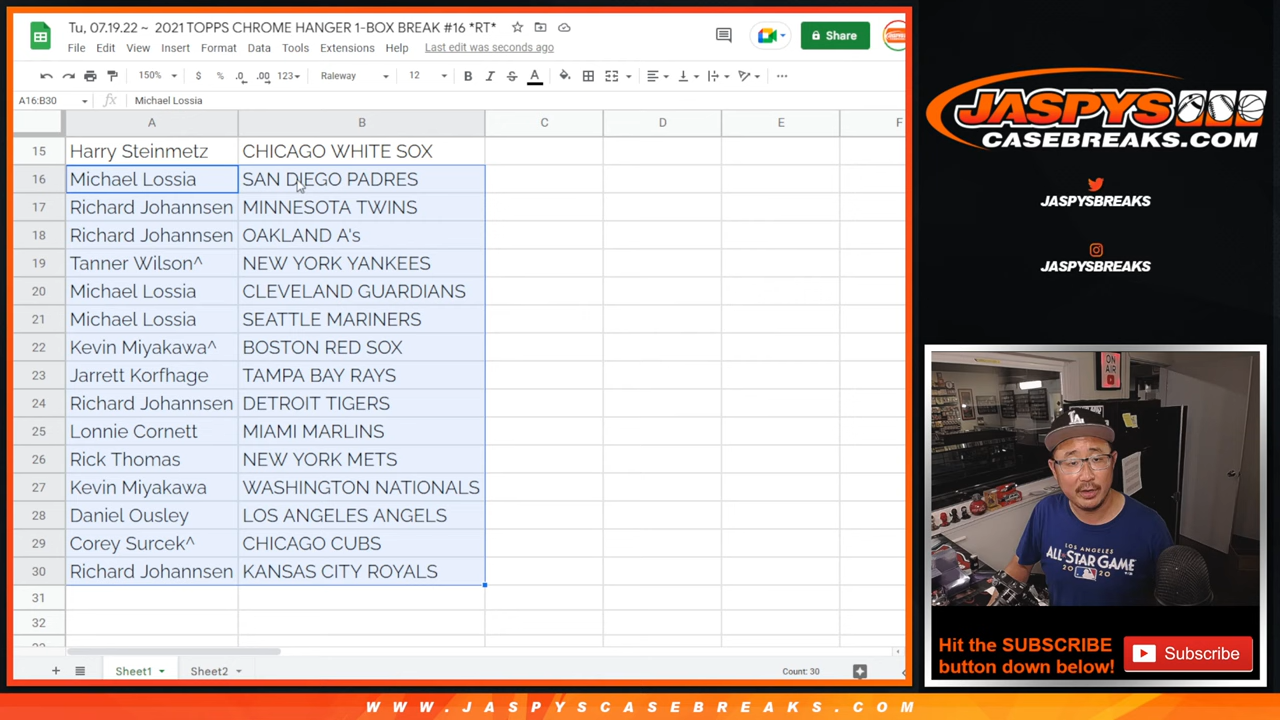 Tu, 07.19.22 ~ 2021 TOPPS CHROME HANGER 1-BOX BREAK #16 *RT*
File Edit View Insert Format Data Tools Extensions Help Last edit was seconds ago
Share
150% $ % .0 .00 123 Raleway 12 B I S A
A16:B30 fx Michael Lossia
A B C D E F
15 Harry Steinmetz CHICAGO WHITE SOX
16 Michael Lossia SAN DIEGO PADRES
17 Richard Johannsen MINNESOTA TWINS
18 Richard Johannsen OAKLAND A's
19 Tanner Wilson^ NEW YORK YANKEES
20 Michael Lossia CLEVELAND GUARDIANS
21 Michael Lossia SEATTLE MARINERS
22 Kevin Miyakawa^ BOSTON RED SOX
23 Jarrett Korfhage TAMPA BAY RAYS
24 Richard Johannsen DETROIT TIGERS
25 Lonnie Cornett MIAMI MARLINS
26 Rick Thomas NEW YORK METS
27 Kevin Miyakawa WASHINGTON NATIONALS
28 Daniel Ousley LOS ANGELES ANGELS
29 Corey Surcek^ CHICAGO CUBS
30 Richard Johannsen KANSAS CITY ROYALS
31
32
Sheet1 Sheet2 Count: 30
JASPYS
CASEBREAKS.COM
JASPYSBREAKS
JASPYSBREAKS
ON AIR
LA
LOS ANGELES
ALL STAR GAME
2020
Hit the SUBSCRIBE
button down below!
Subscribe
WWW.JASPYSCASEBREAKS.COM